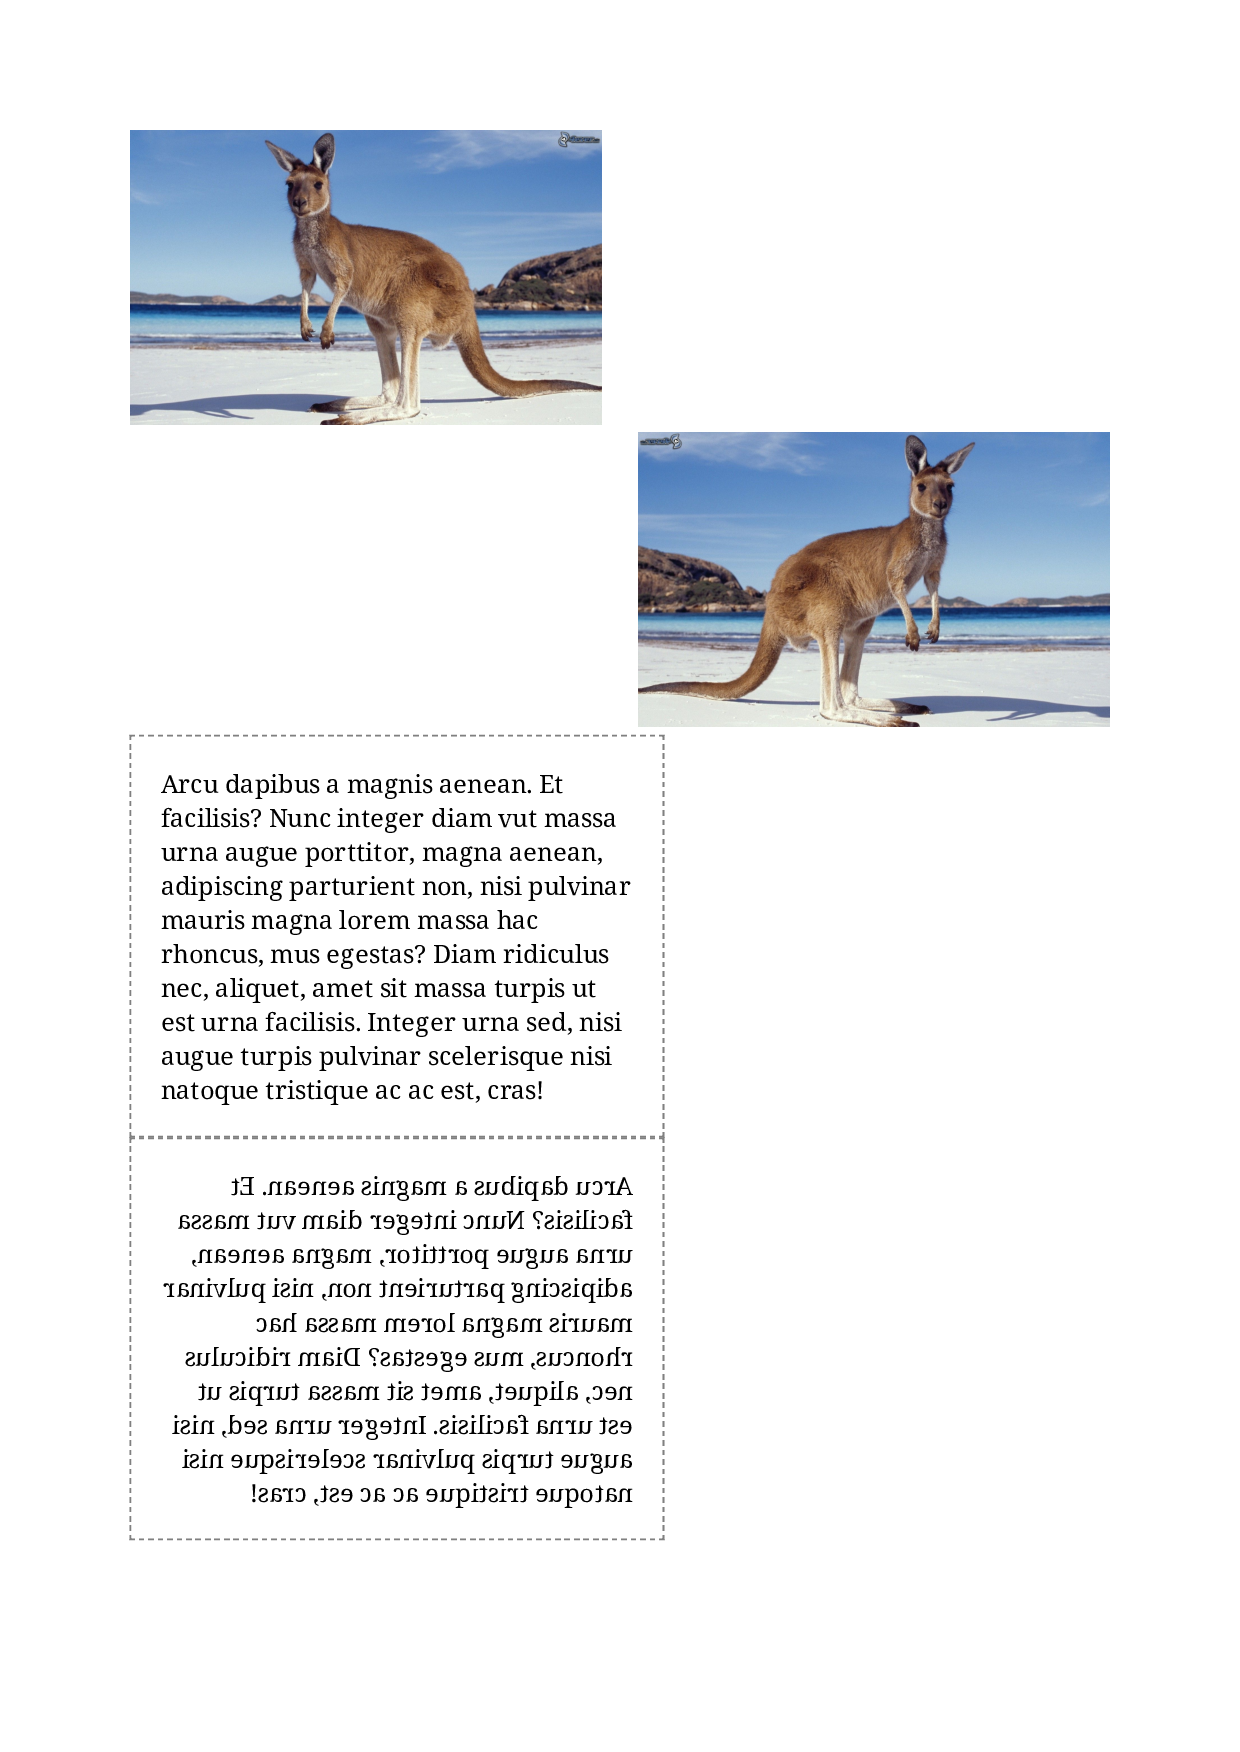 Arcu dapibus a magnis aenean. Et
facilisis? Nunc integer diam vut massa
urna augue porttitor, magna aenean,
adipiscing parturient non, nisi pulvinar
mauris magna lorem massa hac
rhoncus, mus egestas? Diam ridiculus
nec, aliquet, amet sit massa turpis ut
est urna facilisis. Integer urna sed, nisi
augue turpis pulvinar scelerisque nisi
natoque tristique ac ac est, cras!
Arcu dapibus a magnis aenean. Et
facilisis? Nunc integer diam vut massa
urna augue porttitor, magna aenean,
adipiscing parturient non, nisi pulvinar
mauris magna lorem massa hac
rhoncus, mus egestas? Diam ridiculus
nec, aliquet, amet sit massa turpis ut
est urna facilisis. Integer urna sed, nisi
augue turpis pulvinar scelerisque nisi
natoque tristique ac ac est, cras!